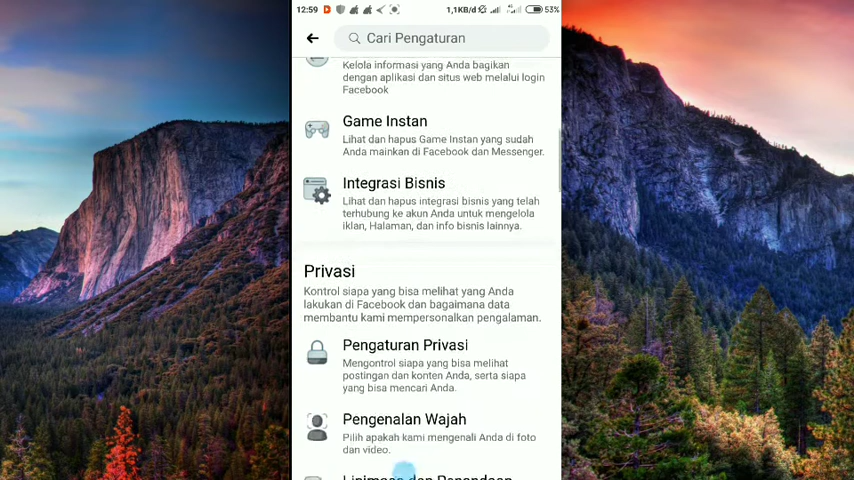 12:59 1,1KB/d 53%
Cari Pengaturan
Kelola informasi yang Anda bagikan
dengan aplikasi dan situs web melalui login
Facebook
Game Instan
Lihat dan hapus Game Instan yang sudah
Anda mainkan di Facebook dan Messenger.
Integrasi Bisnis
Lihat dan hapus integrasi bisnis yang telah
terhubung ke akun Anda untuk mengelola
iklan, Halaman, dan info bisnis lainnya.
Privasi
Kontrol siapa yang bisa melihat yang Anda
lakukan di Facebook dan bagaimana data
membantu kami mempersonalkan pengalaman.
Pengaturan Privasi
Mengontrol siapa yang bisa melihat
postingan dan konten Anda, serta siapa
yang bisa mencari Anda.
Pengenalan Wajah
Pilih apakah kami mengenali Anda di foto
dan video.